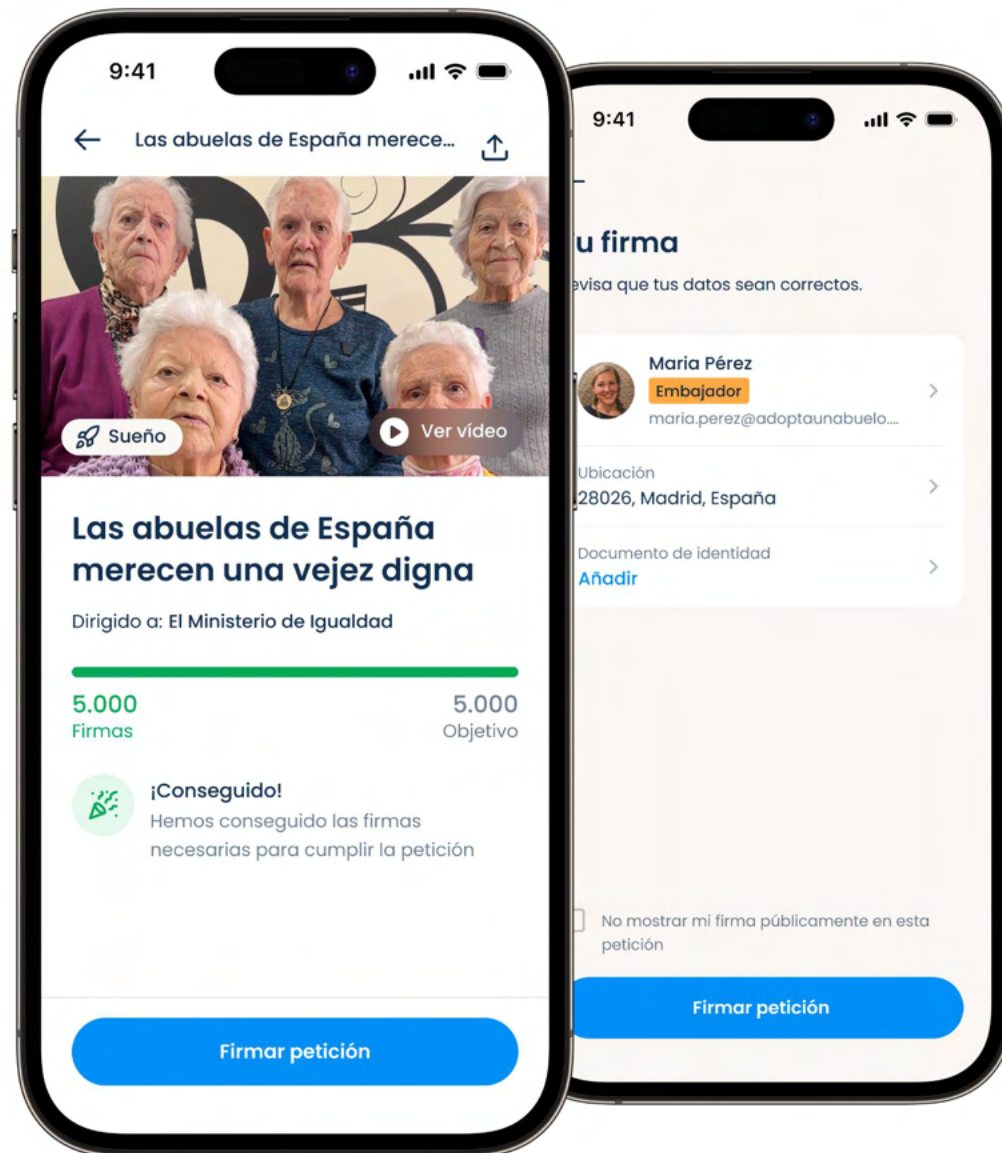 9:41
Las abuelas de España merece...
Sueño
Ver vídeo
Las abuelas de España
merecen una vejez digna
Dirigido a: El Ministerio de Igualdad
5.000
5.000
Firmas
Objetivo
¡Conseguido!
Hemos conseguido las firmas
necesarias para cumplir la petición
Firmar petición
9:41
u firma
evisa que tus datos sean correctos.
Maria Pérez
Embajador
maria.perez@adoptaunabuelo....
Ubicación
28026, Madrid, España
Documento de identidad
Añadir
No mostrar mi firma públicamente en esta
petición
Firmar petición